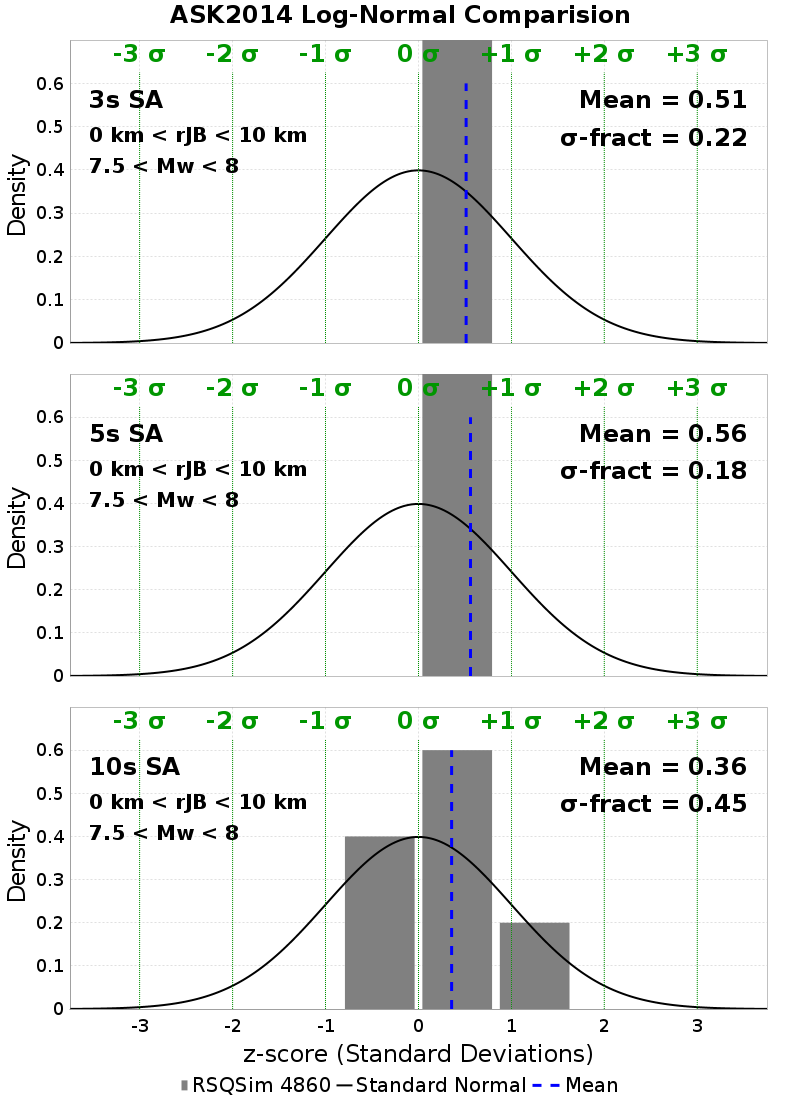 ASK2014 Log-Normal Comparision
-3 σ -2 σ -1 σ 0 σ +1 σ +2 σ +3 σ
3s SA
0 km < rJB < 10 km
7.5 < Mw < 8
Mean = 0.51
σ-fract = 0.22
Density
0.6
0.5
0.4
0.3
0.2
0.1
0
-3 σ -2 σ -1 σ 0 σ +1 σ +2 σ +3 σ
5s SA
0 km < rJB < 10 km
7.5 < Mw < 8
Mean = 0.56
σ-fract = 0.18
Density
0.6
0.5
0.4
0.3
0.2
0.1
0
-3 σ -2 σ -1 σ 0 σ +1 σ +2 σ +3 σ
10s SA
0 km < rJB < 10 km
7.5 < Mw < 8
Mean = 0.36
σ-fract = 0.45
Density
0.6
0.5
0.4
0.3
0.2
0.1
0
-3 -2 -1 0 1 2 3
z-score (Standard Deviations)
RSQSim 4860 Standard Normal Mean